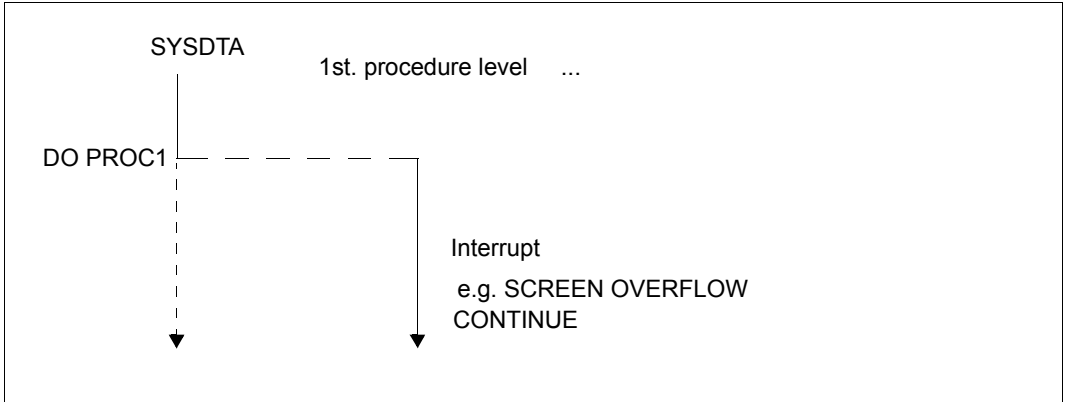 SYSDTA
1st. procedure level ...
DO PROC1
Interrupt
e.g. SCREEN OVERFLOW
CONTINUE